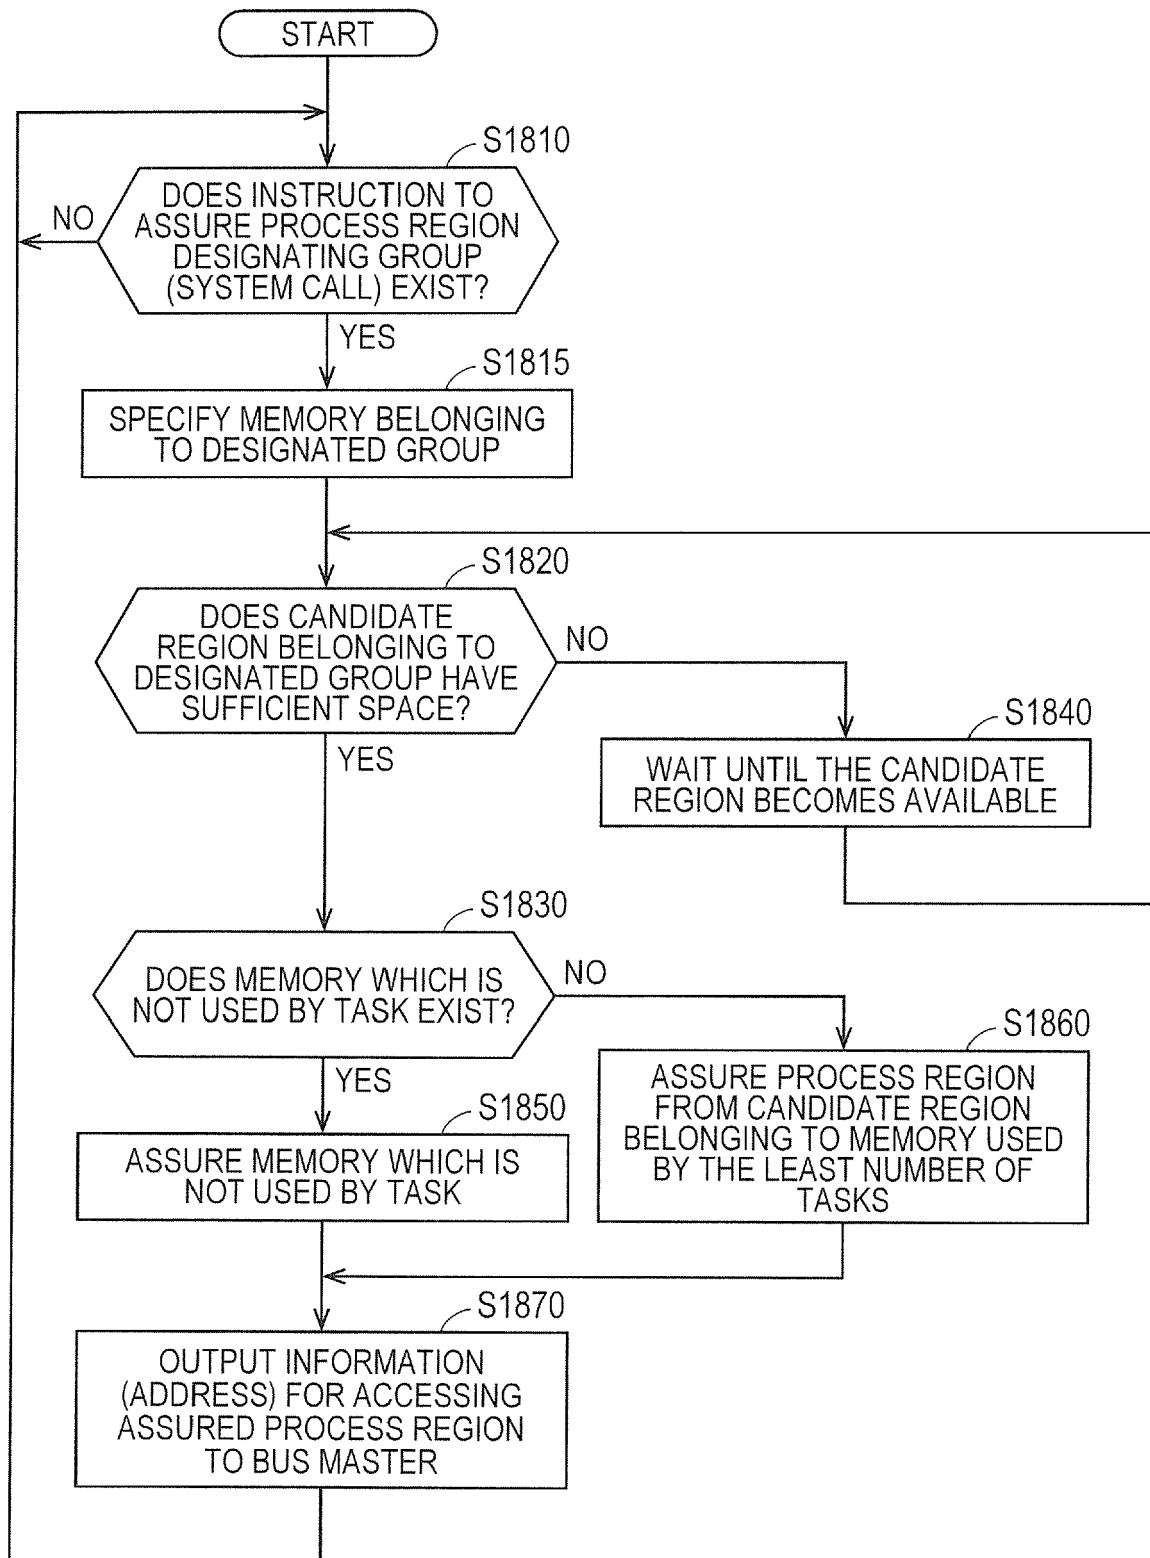 START
S1810
DOES INSTRUCTION TO
ASSURE PROCESS REGION
DESIGNATING GROUP
(SYSTEM CALL) EXIST?
NO
YES
S1815
SPECIFY MEMORY BELONGING
TO DESIGNATED GROUP
S1820
DOES CANDIDATE
REGION BELONGING TO
DESIGNATED GROUP HAVE
SUFFICIENT SPACE?
NO
YES
S1840
WAIT UNTIL THE CANDIDATE
REGION BECOMES AVAILABLE
S1830
DOES MEMORY WHICH IS
NOT USED BY TASK EXIST?
NO
YES
S1860
ASSURE PROCESS REGION
FROM CANDIDATE REGION
BELONGING TO MEMORY USED
BY THE LEAST NUMBER OF
TASKS
S1850
ASSURE MEMORY WHICH IS
NOT USED BY TASK
S1870
OUTPUT INFORMATION
(ADDRESS) FOR ACCESSING
ASSURED PROCESS REGION
TO BUS MASTER